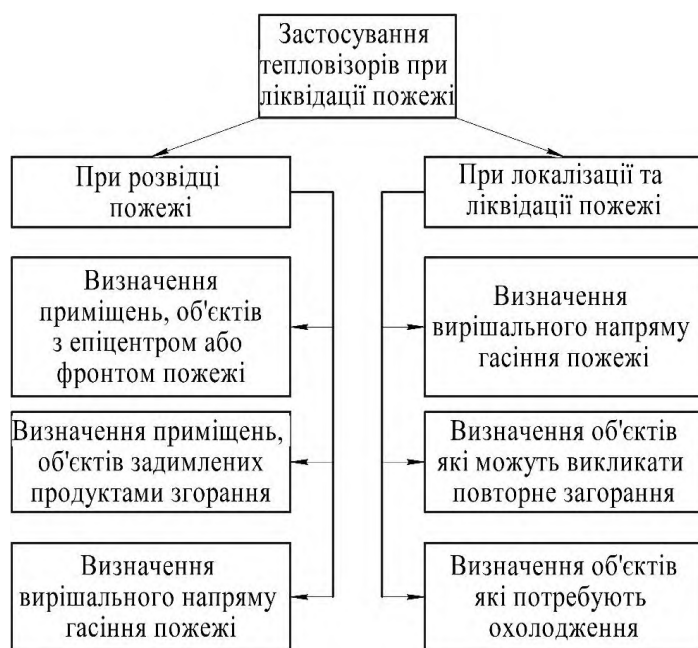 Застосування
тепловізорів при
ліквідації пожежі
При розвідці
пожежі
При локалізації та
ліквідації пожежі
Визначення
приміщень, об'єктів
з епіцентром або
фронтом пожежі
Визначення
вирішального напряму
гасіння пожежі
Визначення приміщень,
об'єктів задимлених
продуктами згорання
Визначення об'єктів
які можуть викликати
повторне загорання
Визначення
вирішального напряму
гасіння пожежі
Визначення об'єктів
які потребують
охолодження